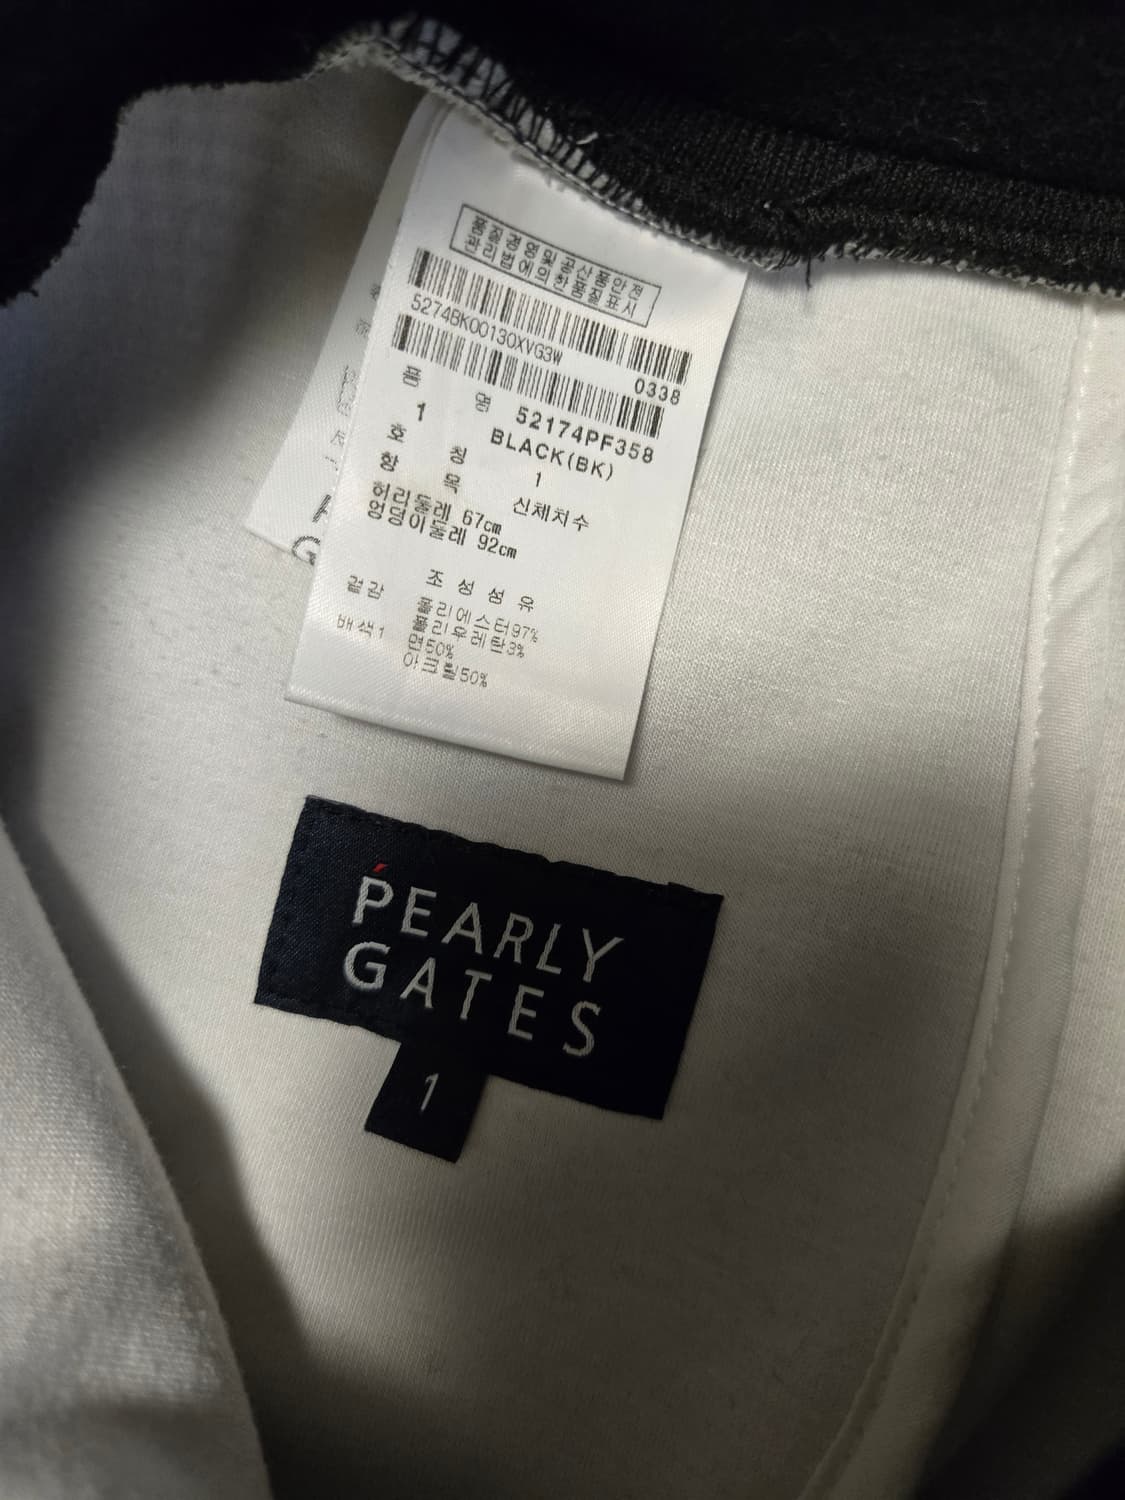 품질경영 및 공산품안전
관리법에 의한 품질표시
5274BK00130XVG3W
0338
품 명 52174PF358
1 BLACK(BK)
호 칭 1
항 목 신체치수
허리둘레 67cm
엉덩이둘레 92cm
조성섬유
겉감 폴리에스터97%
폴리우레탄3%
배색1 면50%
아크릴50%
PEARLY
GATES
1